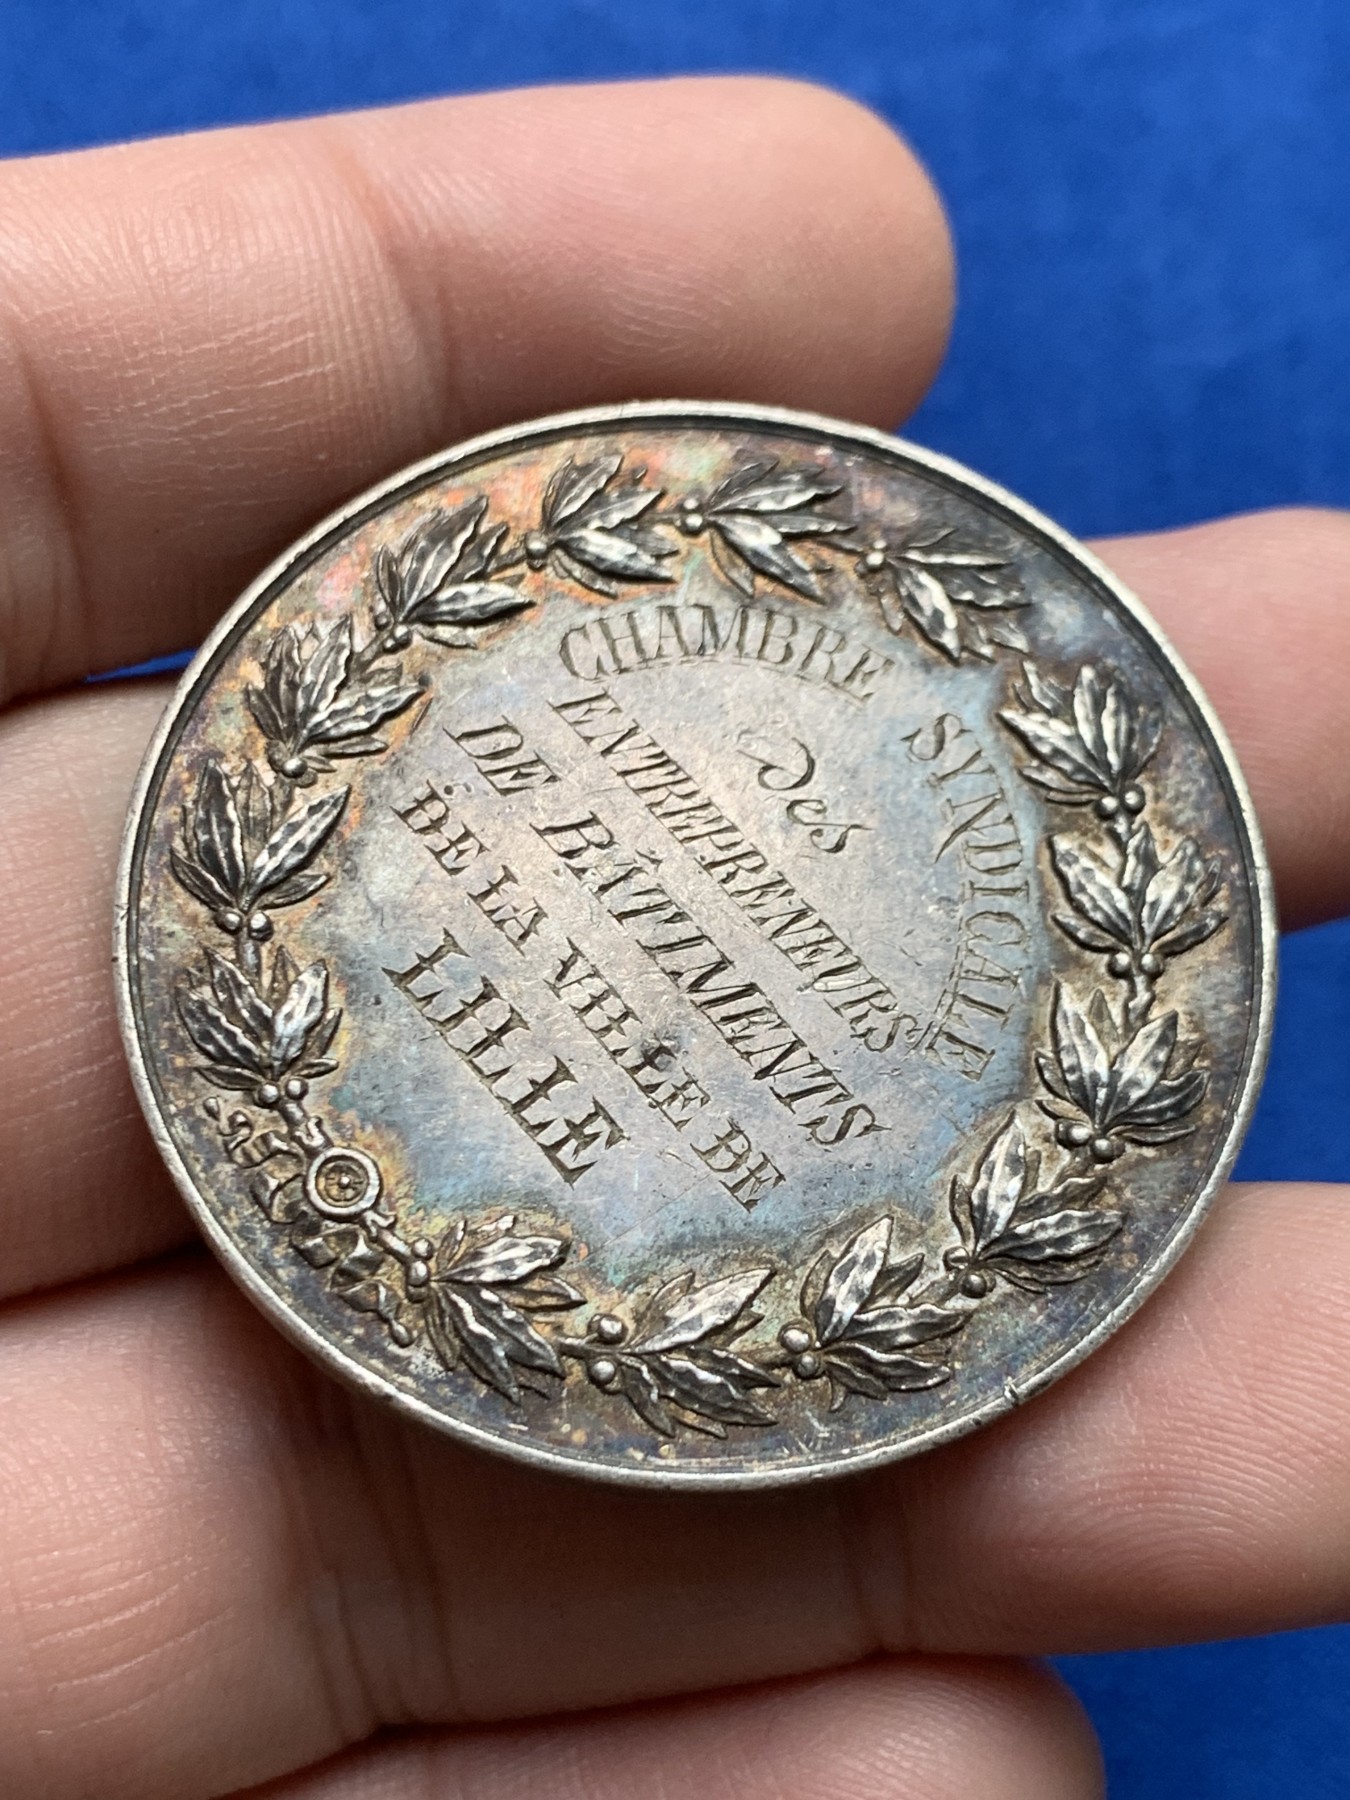 CHAMBRE SYNDICALE
des
ENTREPRENEURS
DE BÂTIMENTS
DE LA VILLE DE
LILLE